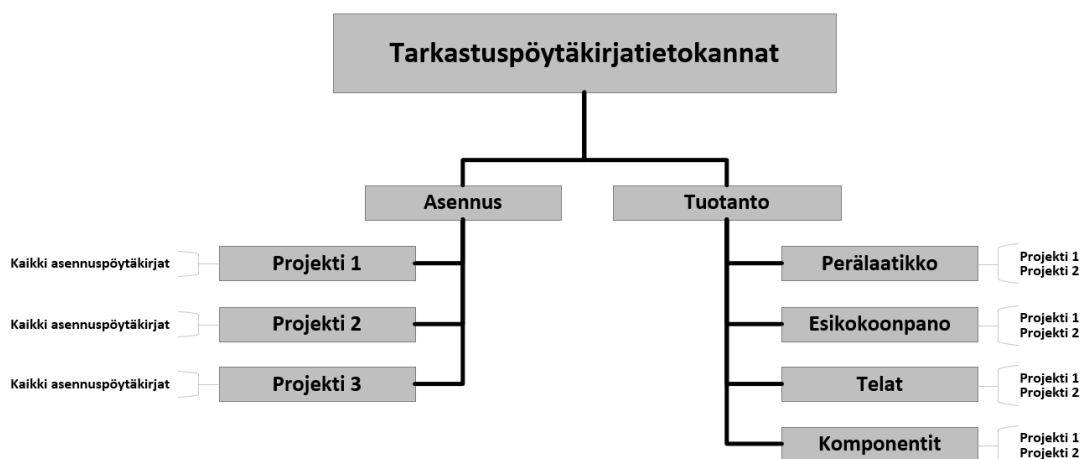 Tarkastuspöytäkirjatietokannat
Asennus
Tuotanto
Kaikki asennuspöytäkirjat
Projekti 1
Kaikki asennuspöytäkirjat
Projekti 2
Kaikki asennuspöytäkirjat
Projekti 3
Perälaatikko
Projekti 1
Projekti 2
Esikokoonpano
Projekti 1
Projekti 2
Telat
Projekti 1
Projekti 2
Komponentit
Projekti 1
Projekti 2